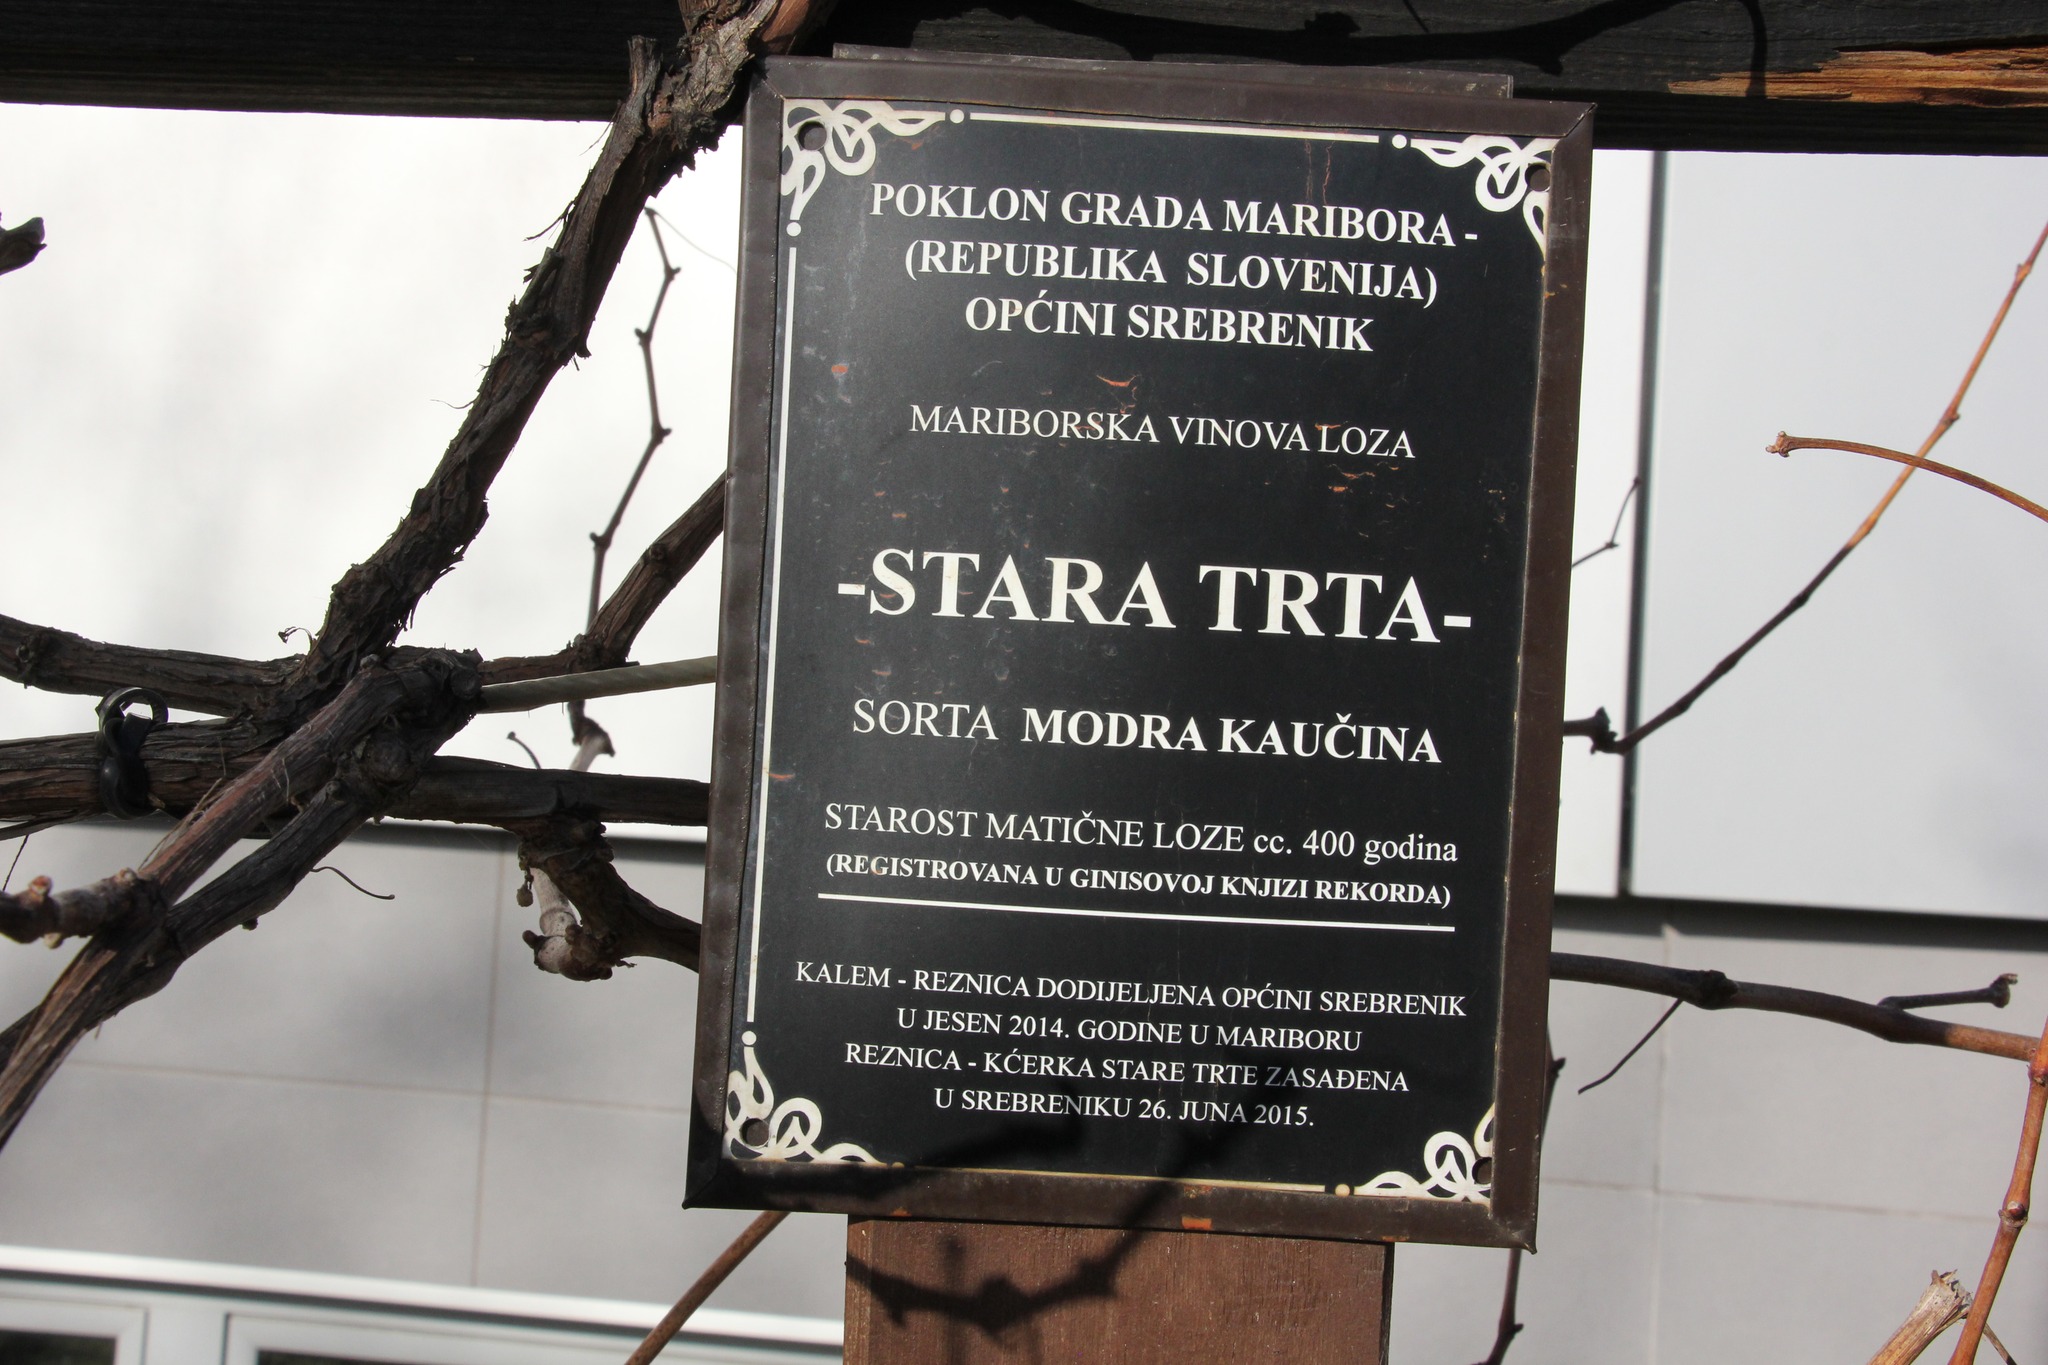 POKLON GRADA MARIBORA -
(REPUBLIKA SLOVENIJA)
OPĆINI SREBRENIK
MARIBORSKA VINOVA LOZA
-STARA TRTA-
SORTA MODRA KAUČINA
STAROST MATIČNE LOZE cc. 400 godina
(REGISTROVANA U GINISOVOJ KNJIZI REKORDA)
KALEM - REZNICA DODIJELJENA OPĆINI SREBRENIK
U JESEN 2014. GODINE U MARIBORU
REZNICA - KĆERKA STARE TRTE ZASAĐENA
U SREBRENIKU 26. JUNA 2015.